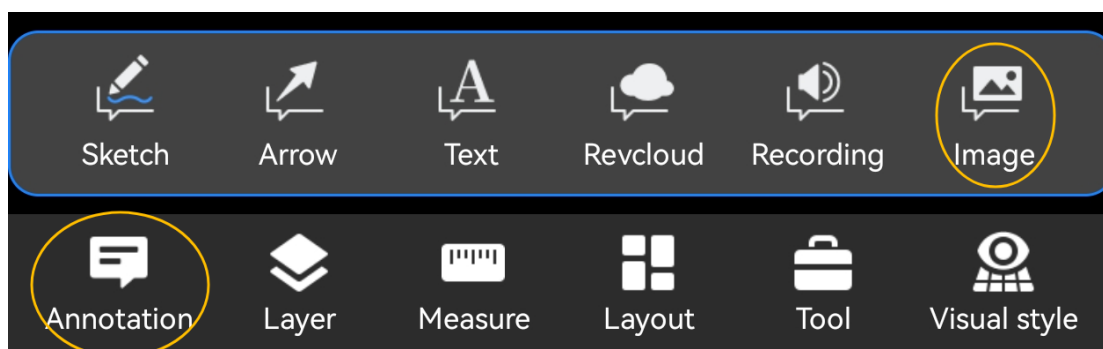 Sketch Arrow Text Revcloud Recording Image
Annotation Layer Measure Layout Tool Visual style